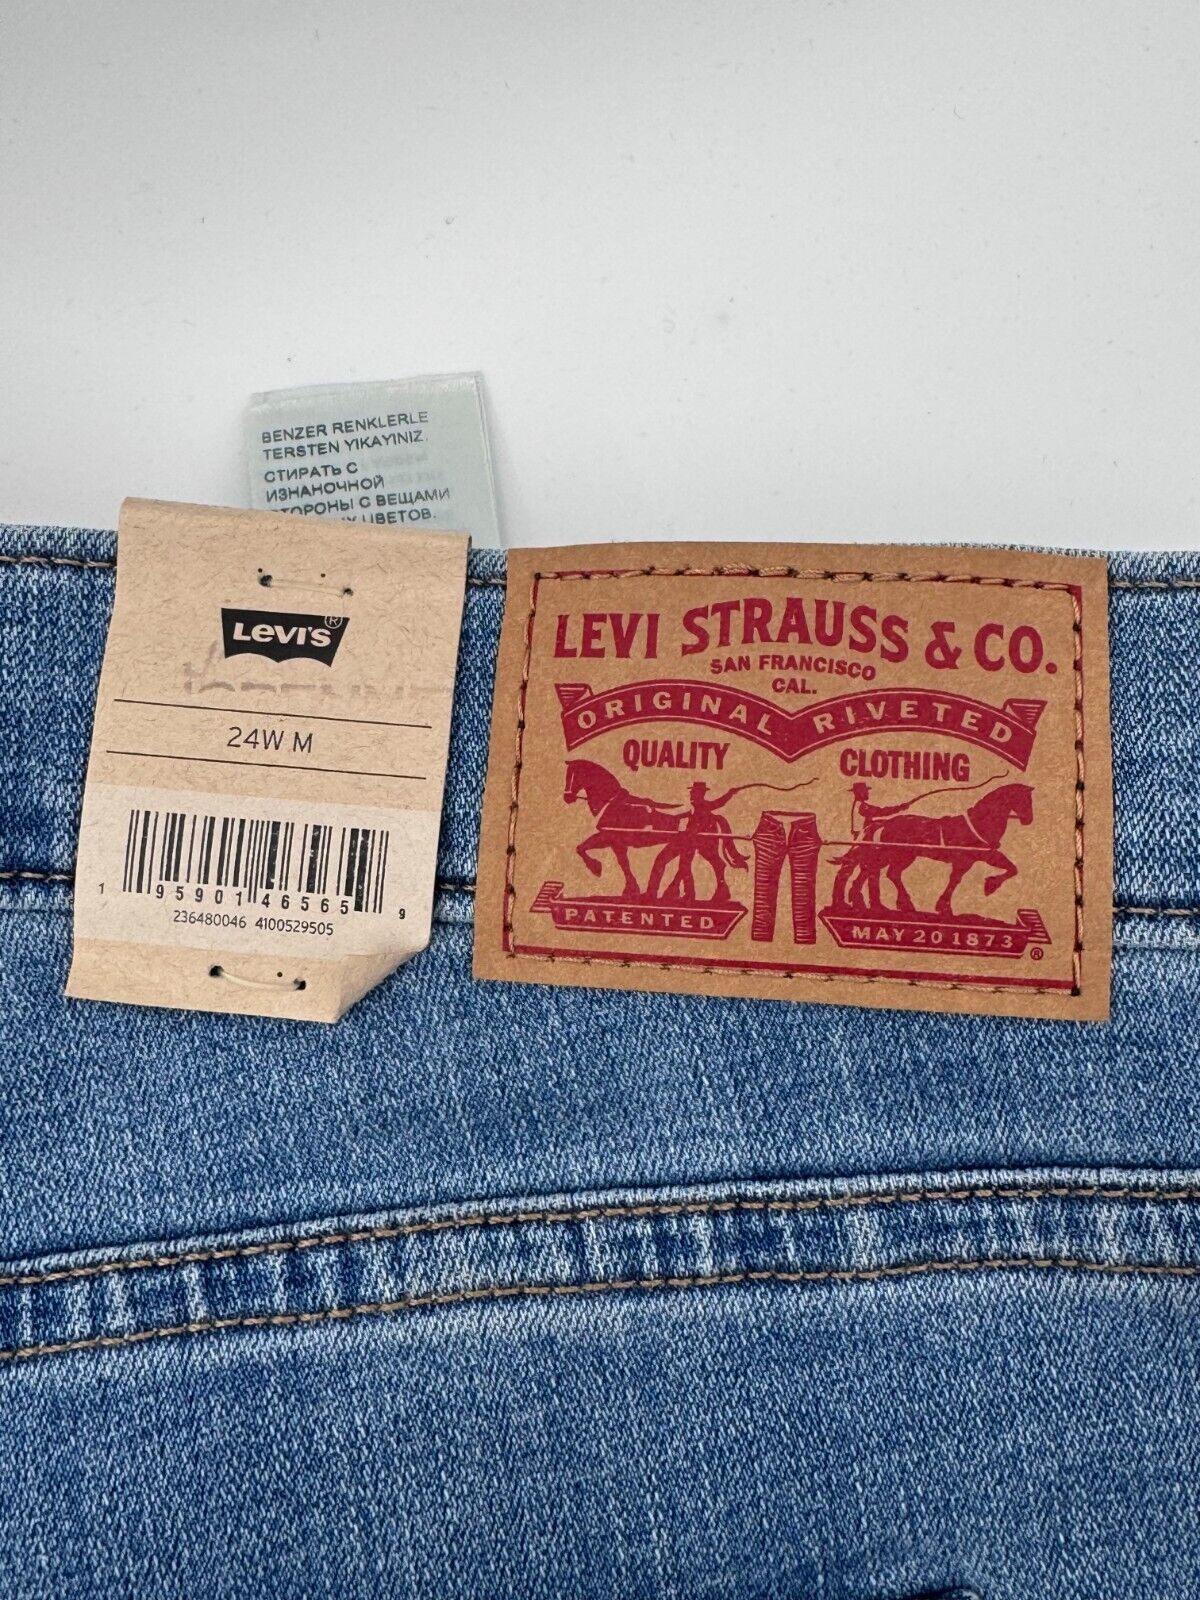 BENZER RENKLERLE
TERSTEN YIKAYINIZ.
СТИРАТЬ С
ИЗНАНОЧНОЙ
СТОРОНЫ С ВЕЩАМИ
ЦВЕТОВ.
Levi's®
24W M
1 95901 46565 9
236480046 4100529505
LEVI STRAUSS & CO.
SAN FRANCISCO
CAL.
ORIGINAL RIVETED
QUALITY CLOTHING
PATENTED MAY 20 1873 ®